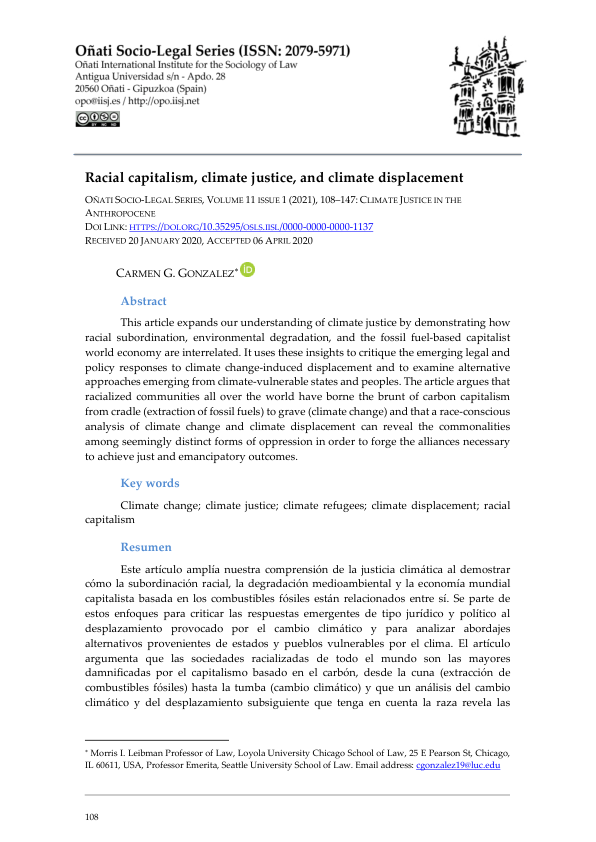 Oñati Socio-Legal Series (ISSN: 2079-5971)
Oñati International Institute for the Sociology of Law
Antigua Universidad s/n - Apdo. 28
20560 Oñati - Gipuzkoa (Spain)
opo@iisj.es / http://opo.iisj.net
cc BY NC ND
Racial capitalism, climate justice, and climate displacement
OÑATI SOCIO-LEGAL SERIES, VOLUME 11 ISSUE 1 (2021), 108–147: CLIMATE JUSTICE IN THE
ANTHROPOCENE
DOI LINK: HTTPS://DOI.ORG/10.35295/OSLS.IISL/0000-0000-0000-1137
RECEIVED 20 JANUARY 2020, ACCEPTED 06 APRIL 2020
CARMEN G. GONZALEZ* iD
Abstract
This article expands our understanding of climate justice by demonstrating how
racial subordination, environmental degradation, and the fossil fuel-based capitalist
world economy are interrelated. It uses these insights to critique the emerging legal and
policy responses to climate change-induced displacement and to examine alternative
approaches emerging from climate-vulnerable states and peoples. The article argues that
racialized communities all over the world have borne the brunt of carbon capitalism
from cradle (extraction of fossil fuels) to grave (climate change) and that a race-conscious
analysis of climate change and climate displacement can reveal the commonalities
among seemingly distinct forms of oppression in order to forge the alliances necessary
to achieve just and emancipatory outcomes.
Key words
Climate change; climate justice; climate refugees; climate displacement; racial
capitalism
Resumen
Este artículo amplía nuestra comprensión de la justicia climática al demostrar
cómo la subordinación racial, la degradación medioambiental y la economía mundial
capitalista basada en los combustibles fósiles están relacionados entre sí. Se parte de
estos enfoques para criticar las respuestas emergentes de tipo jurídico y político al
desplazamiento provocado por el cambio climático y para analizar abordajes
alternativos provenientes de estados y pueblos vulnerables por el clima. El artículo
argumenta que las sociedades racializadas de todo el mundo son las mayores
damnificadas por el capitalismo basado en el carbón, desde la cuna (extracción de
combustibles fósiles) hasta la tumba (cambio climático) y que un análisis del cambio
climático y del desplazamiento subsiguiente que tenga en cuenta la raza revela las
* Morris I. Leibman Professor of Law, Loyola University Chicago School of Law, 25 E Pearson St, Chicago,
IL 60611, USA, Professor Emerita, Seattle University School of Law. Email address: cgonzalez19@luc.edu
108